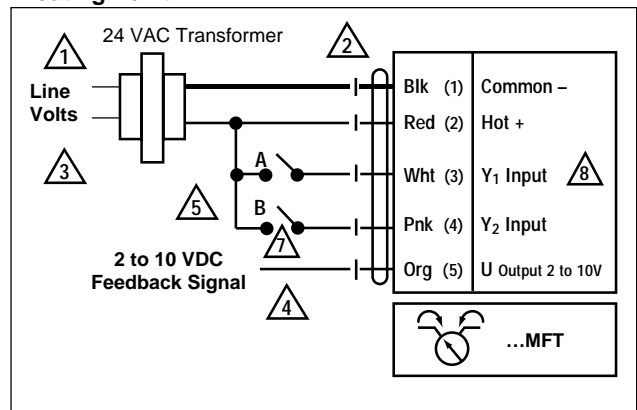 24 VAC Transformer
1
2
Line
Volts
3
Blk (1) Common –
Red (2) Hot +
A
Wht (3) Y₁ Input 8
5
B
7
Pnk (4) Y₂ Input
2 to 10 VDC
Feedback Signal
4
Org (5) U Output 2 to 10V
...MFT